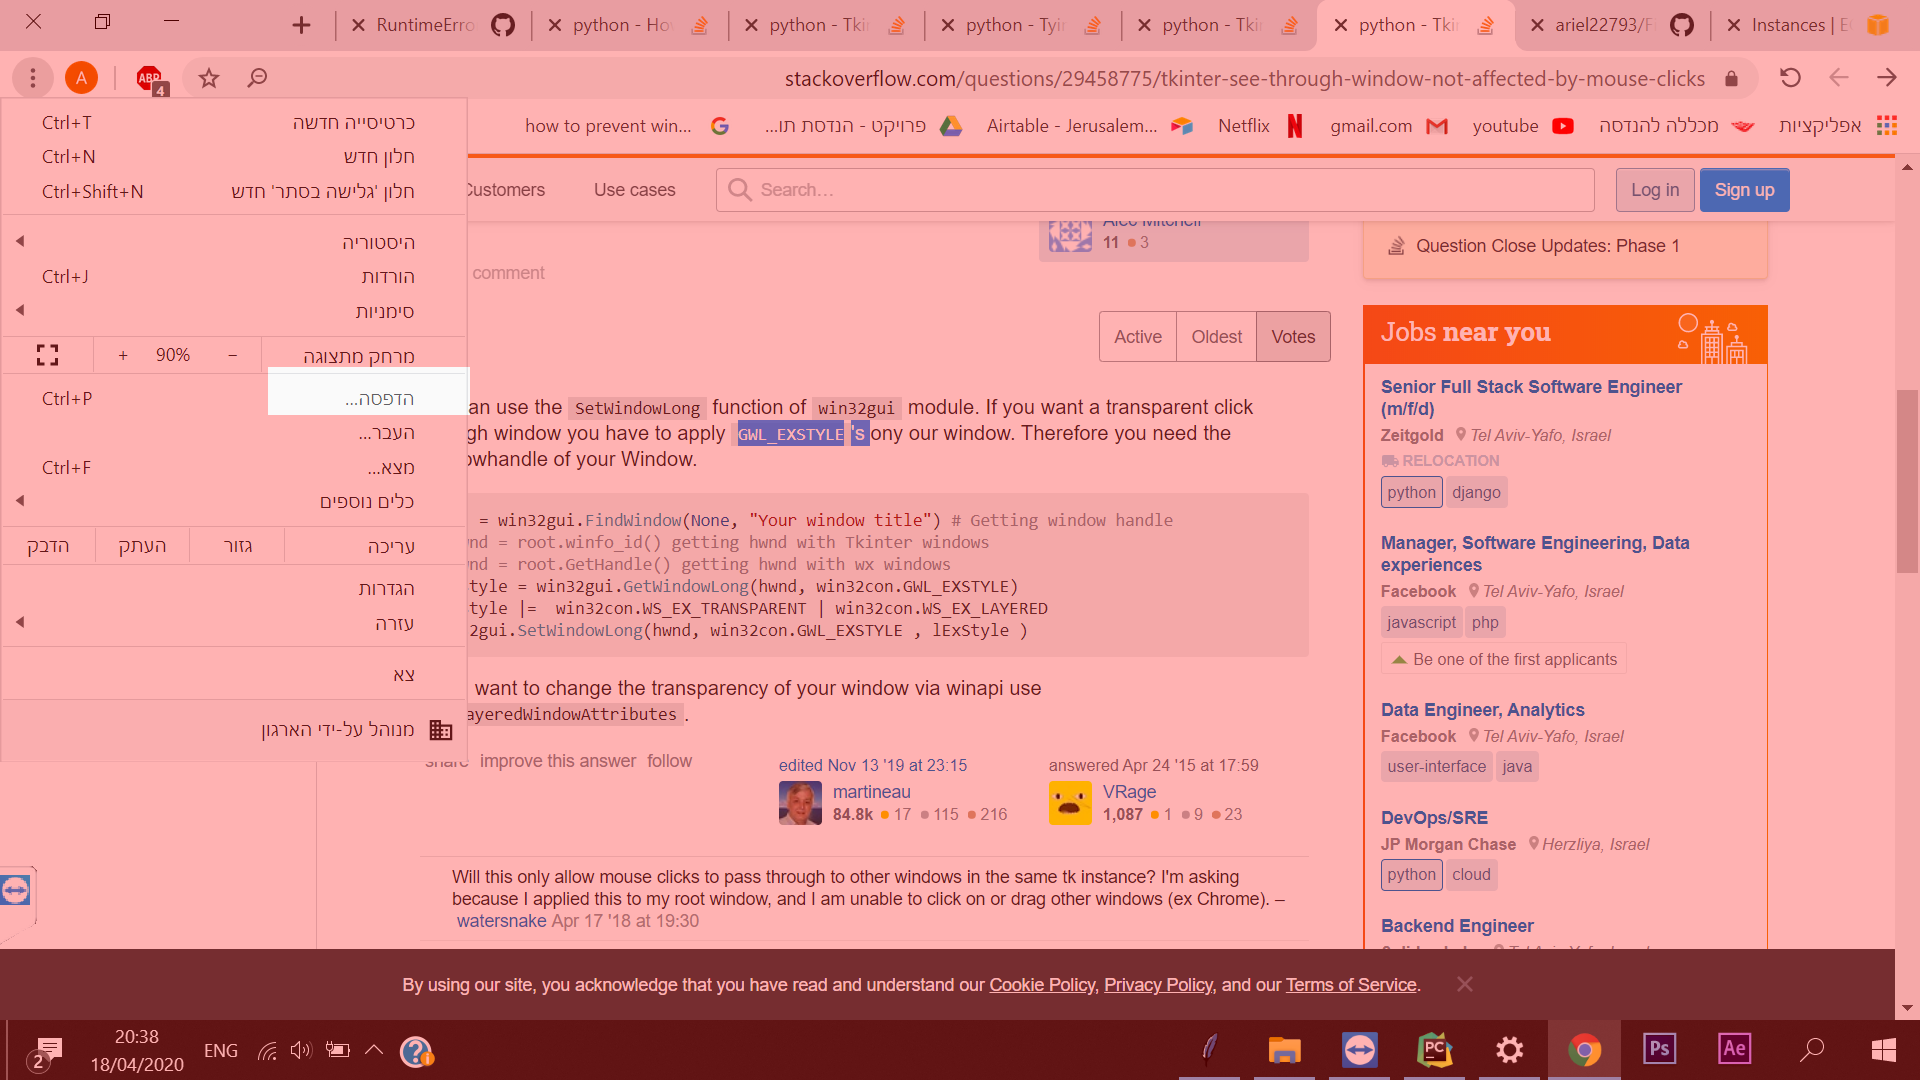 RuntimeErro
python - Ho
python - Tki
python - Tyi
python - Tki
python - Tki
ariel22793/F
Instances | E
A
ABP
4
stackoverflow.com/questions/29458775/tkinter-see-through-window-not-affected-by-mouse-clicks
how to prevent win...
פרויקט - הנדסת תו...
Airtable - Jerusalem...
Netflix
gmail.com
youtube
מכללה להנדסה
אפליקציות
כרטיסייה חדשה Ctrl+T
חלון חדש Ctrl+N
חלון 'גלישה בסתר' חדש Ctrl+Shift+N
היסטוריה
הורדות Ctrl+J
סימניות
מרחק מתצוגה − 90% +
הדפסה... Ctrl+P
העבר...
מצא... Ctrl+F
כלים נוספים
עריכה גזור העתק הדבק
הגדרות
עזרה
צא
מנוהל על-ידי הארגון
Customers Use cases Search... Log in Sign up
Alec Mitchell
11 3
comment
Active Oldest Votes
an use the SetWindowLong function of win32gui module. If you want a transparent click
gh window you have to apply GWL_EXSTYLE 's ony our window. Therefore you need the
owhandle of your Window.
= win32gui.FindWindow(None, "Your window title") # Getting window handle
nd = root.winfo_id() getting hwnd with Tkinter windows
nd = root.GetHandle() getting hwnd with wx windows
tyle = win32gui.GetWindowLong(hwnd, win32con.GWL_EXSTYLE)
tyle |= win32con.WS_EX_TRANSPARENT | win32con.WS_EX_LAYERED
2gui.SetWindowLong(hwnd, win32con.GWL_EXSTYLE , lExStyle )
want to change the transparency of your window via winapi use
ayeredWindowAttributes .
share improve this answer follow
edited Nov 13 '19 at 23:15
martineau
84.8k 17 115 216
answered Apr 24 '15 at 17:59
VRage
1,087 1 9 23
Will this only allow mouse clicks to pass through to other windows in the same tk instance? I'm asking
because I applied this to my root window, and I am unable to click on or drag other windows (ex Chrome). –
watersnake Apr 17 '18 at 19:30
Question Close Updates: Phase 1
Jobs near you
Senior Full Stack Software Engineer
(m/f/d)
Zeitgold Tel Aviv-Yafo, Israel
RELOCATION
python django
Manager, Software Engineering, Data
experiences
Facebook Tel Aviv-Yafo, Israel
javascript php
Be one of the first applicants
Data Engineer, Analytics
Facebook Tel Aviv-Yafo, Israel
user-interface java
DevOps/SRE
JP Morgan Chase Herzliya, Israel
python cloud
Backend Engineer
By using our site, you acknowledge that you have read and understand our Cookie Policy, Privacy Policy, and our Terms of Service.
2
20:38
18/04/2020
ENG
PC
Ps
Ae